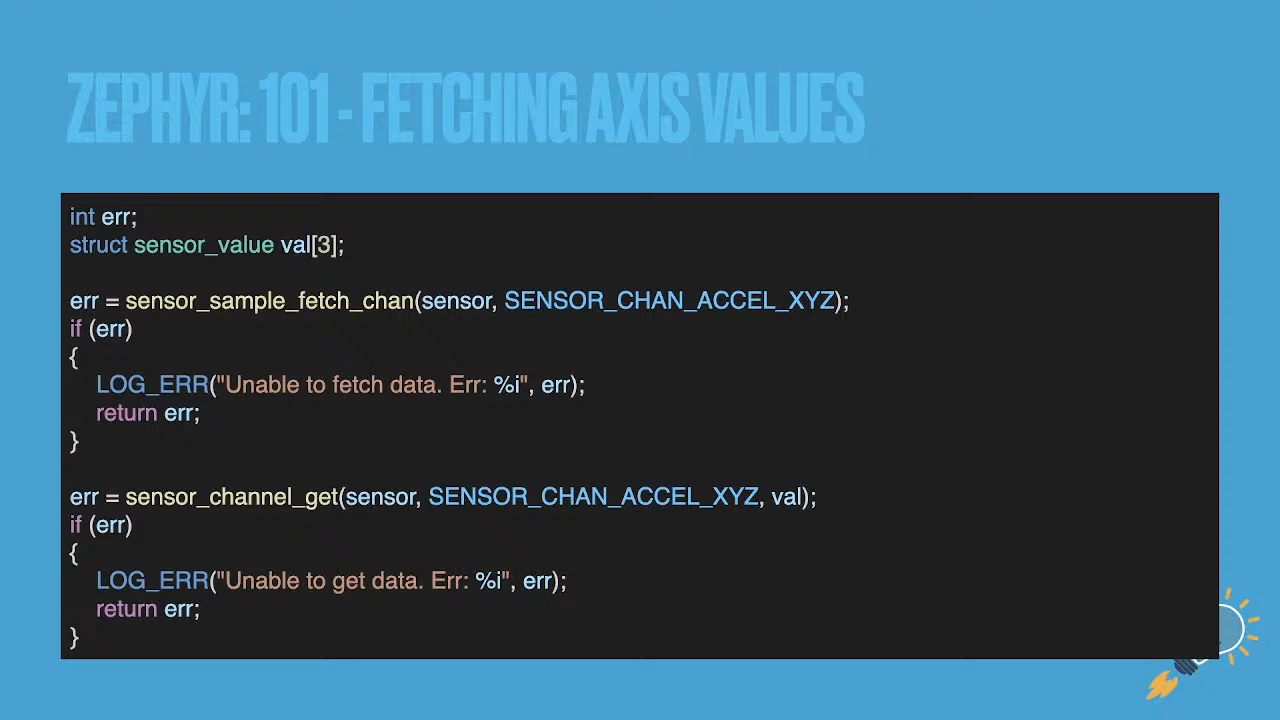 ZEPHYR: 101 - FETCHING AXIS VALUES
int err;
struct sensor_value val[3];
err = sensor_sample_fetch_chan(sensor, SENSOR_CHAN_ACCEL_XYZ);
if (err)
{
LOG_ERR("Unable to fetch data. Err: %i", err);
return err;
}
err = sensor_channel_get(sensor, SENSOR_CHAN_ACCEL_XYZ, val);
if (err)
{
LOG_ERR("Unable to get data. Err: %i", err);
return err;
}